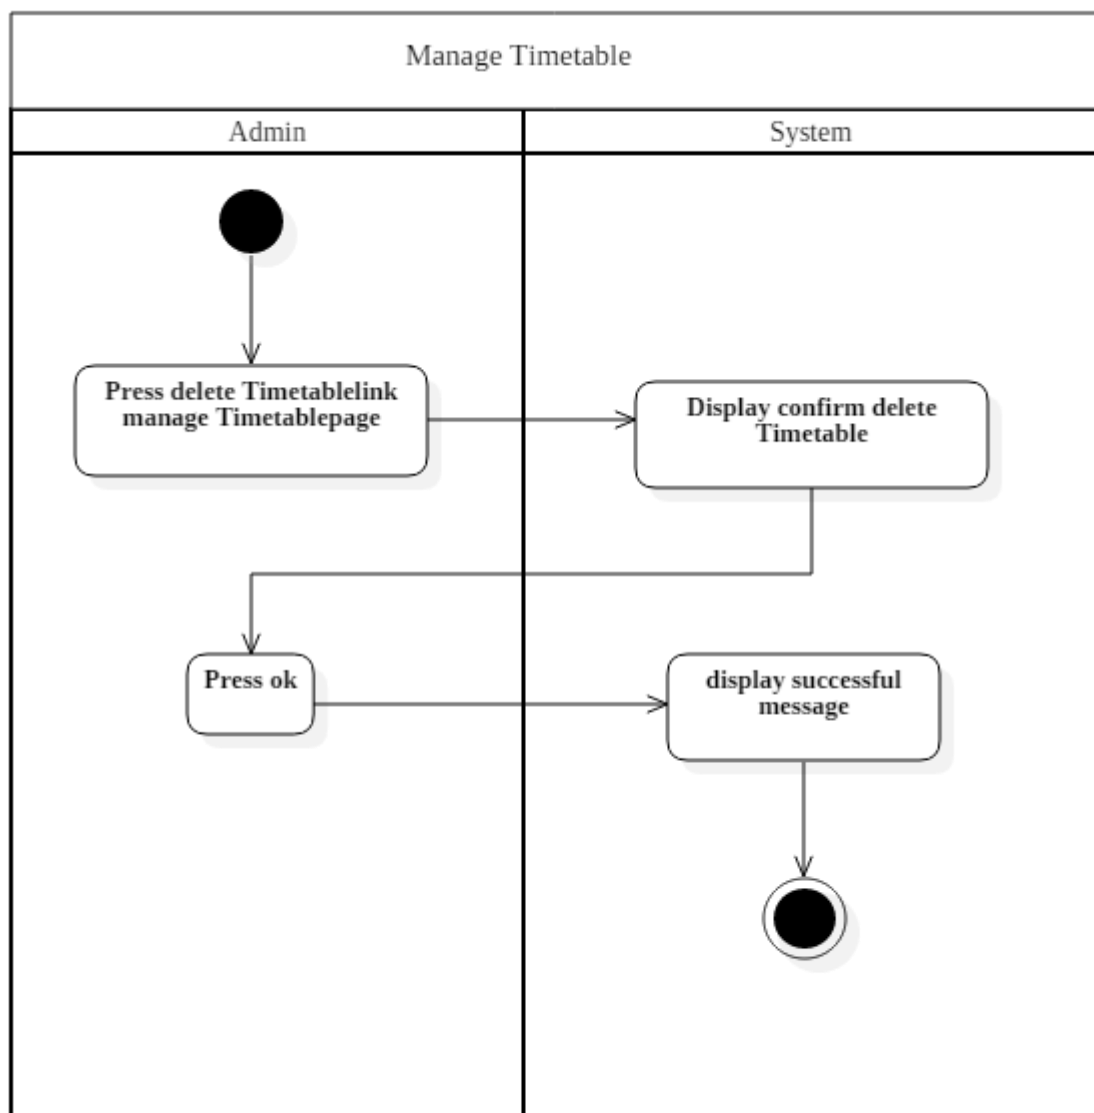 Manage Timetable
Admin
System
Press delete Timetablelink
manage Timetablepage
Display confirm delete
Timetable
Press ok
display successful
message